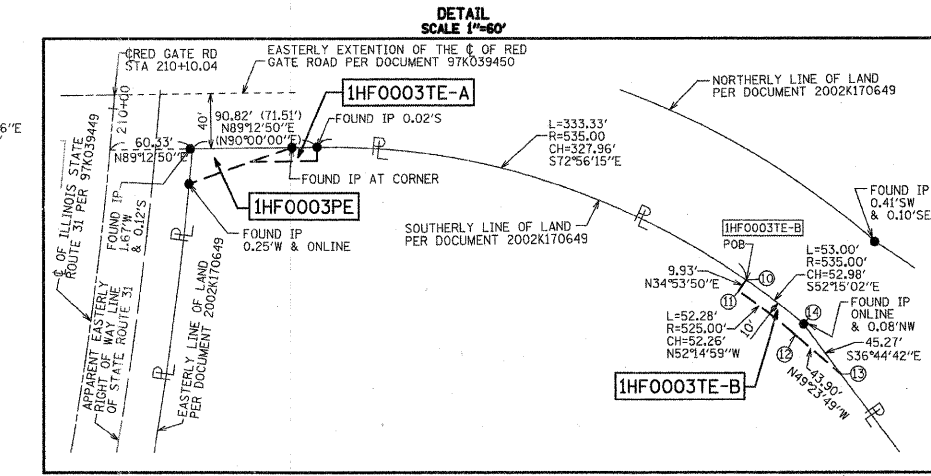 DETAIL
SCALE 1"=60'
℄RED GATE RD
STA 210+10.04
EASTERLY EXTENTION OF THE ℄ OF RED
GATE ROAD PER DOCUMENT 97K039450
6"E
210+00
40'
90.82' (71.51')
N89°12'50"E
(N90°00'00"E)
1HF0003TE-A
FOUND IP 0.02'S
60.33'
N89°12'50"E
℄ OF ILLINOIS STATE
ROUTE 31 PER 97K039449
APPARENT EASTERLY
RIGHT OF WAY LINE
OF STATE ROUTE 31
FOUND IP
1.67'W
& 0.12'S
℄
EASTERLY LINE OF LAND
PER DOCUMENT 2002K170649
1HF0003PE
FOUND IP AT CORNER
FOUND IP
0.25'W & ONLINE
L=333.33'
R=535.00
CH=327.96'
S72°56'15"E
NORTHERLY LINE OF LAND
PER DOCUMENT 2002K170649
SOUTHERLY LINE OF LAND
PER DOCUMENT 2002K170649
FOUND IP
0.41'SW
& 0.10'SE
1HF0003TE-B
POB
10
9.93'
N34°53'50"E
11
L=53.00'
R=535.00'
CH=52.98'
S52°15'02"E
14
FOUND IP
ONLINE
& 0.08'NW
L=52.28'
R=525.00'
CH=52.26'
N52°14'59"W
10'
12
45.27'
S36°44'42"E
13
43.90'
N49°23'49"W
1HF0003TE-B